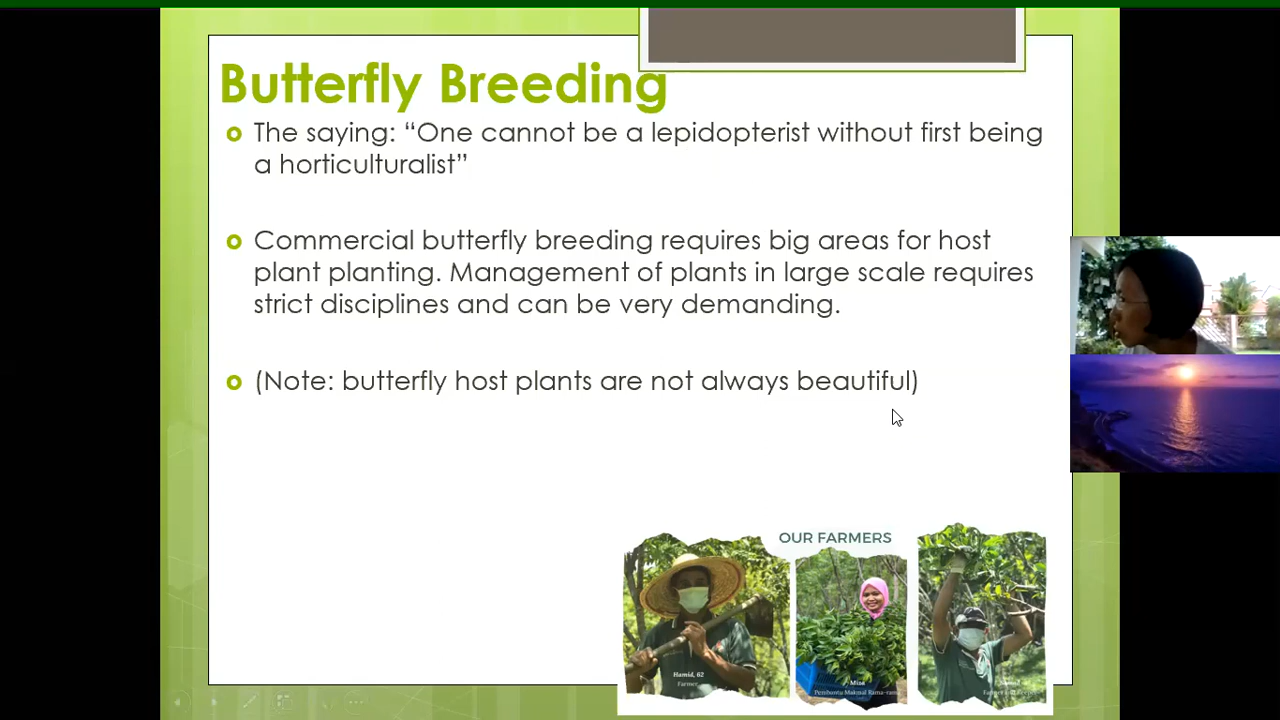 Butterfly Breeding
The saying: “One cannot be a lepidopterist without first being
a horticulturalist”
Commercial butterfly breeding requires big areas for host
plant planting. Management of plants in large scale requires
strict disciplines and can be very demanding.
(Note: butterfly host plants are not always beautiful)
OUR FARMERS
Hamid, 62
Farmer
Miza
Pembantu Makmal Rama-rama